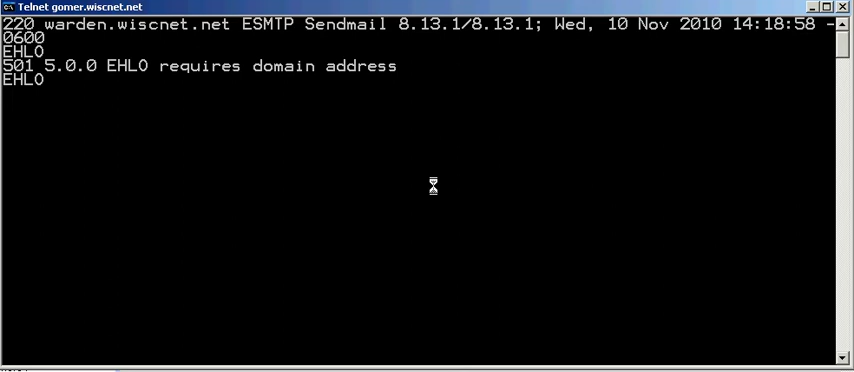 Telnet gomer.wiscnet.net
220 warden.wiscnet.net ESMTP Sendmail 8.13.1/8.13.1; Wed, 10 Nov 2010 14:18:58 -
0600
EHLO
501 5.0.0 EHLO requires domain address
EHLO